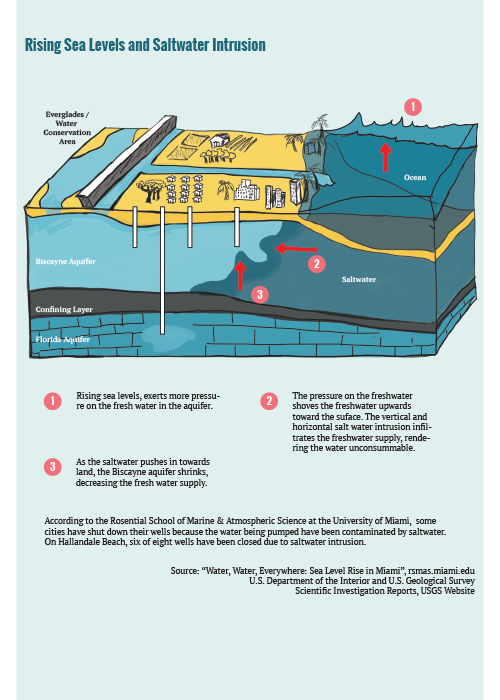 Rising Sea Levels and Saltwater Intrusion
Everglades /
Water
Conservation
Area
1
Ocean
Biscayne Aquifer
2
Saltwater
3
Confining Layer
Florida Aquifer
1
Rising sea levels, exerts more pressu-
re on the fresh water in the aquifer.
2
The pressure on the freshwater
shoves the freshwater upwards
toward the suface. The vertical and
horizontal salt water intrusion infil-
trates the freshwater supply, rende-
ring the water unconsummable.
3
As the saltwater pushes in towards
land, the Biscayne aquifer shrinks,
decreasing the fresh water supply.
According to the Rosential School of Marine & Atmospheric Science at the University of Miami, some
cities have shut down their wells because the water being pumped have been contaminated by saltwater.
On Hallandale Beach, six of eight wells have been closed due to saltwater intrusion.
Source: “Water, Water, Everywhere: Sea Level Rise in Miami”, rsmas.miami.edu
U.S. Department of the Interior and U.S. Geological Survey
Scientific Investigation Reports, USGS Website